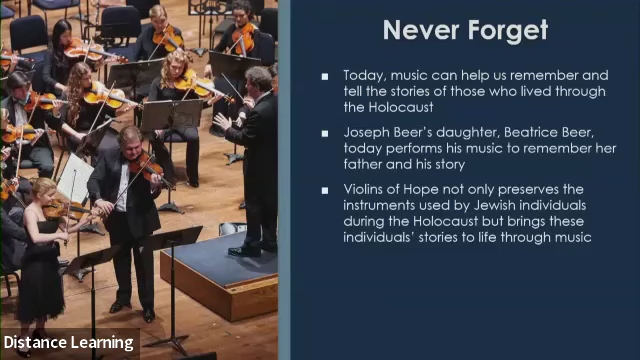 Never Forget
▪ Today, music can help us remember and
tell the stories of those who lived through
the Holocaust
▪ Joseph Beer's daughter, Beatrice Beer,
today performs his music to remember her
father and his story
▪ Violins of Hope not only preserves the
instruments used by Jewish individuals
during the Holocaust but brings these
individuals' stories to life through music
Distance Learning